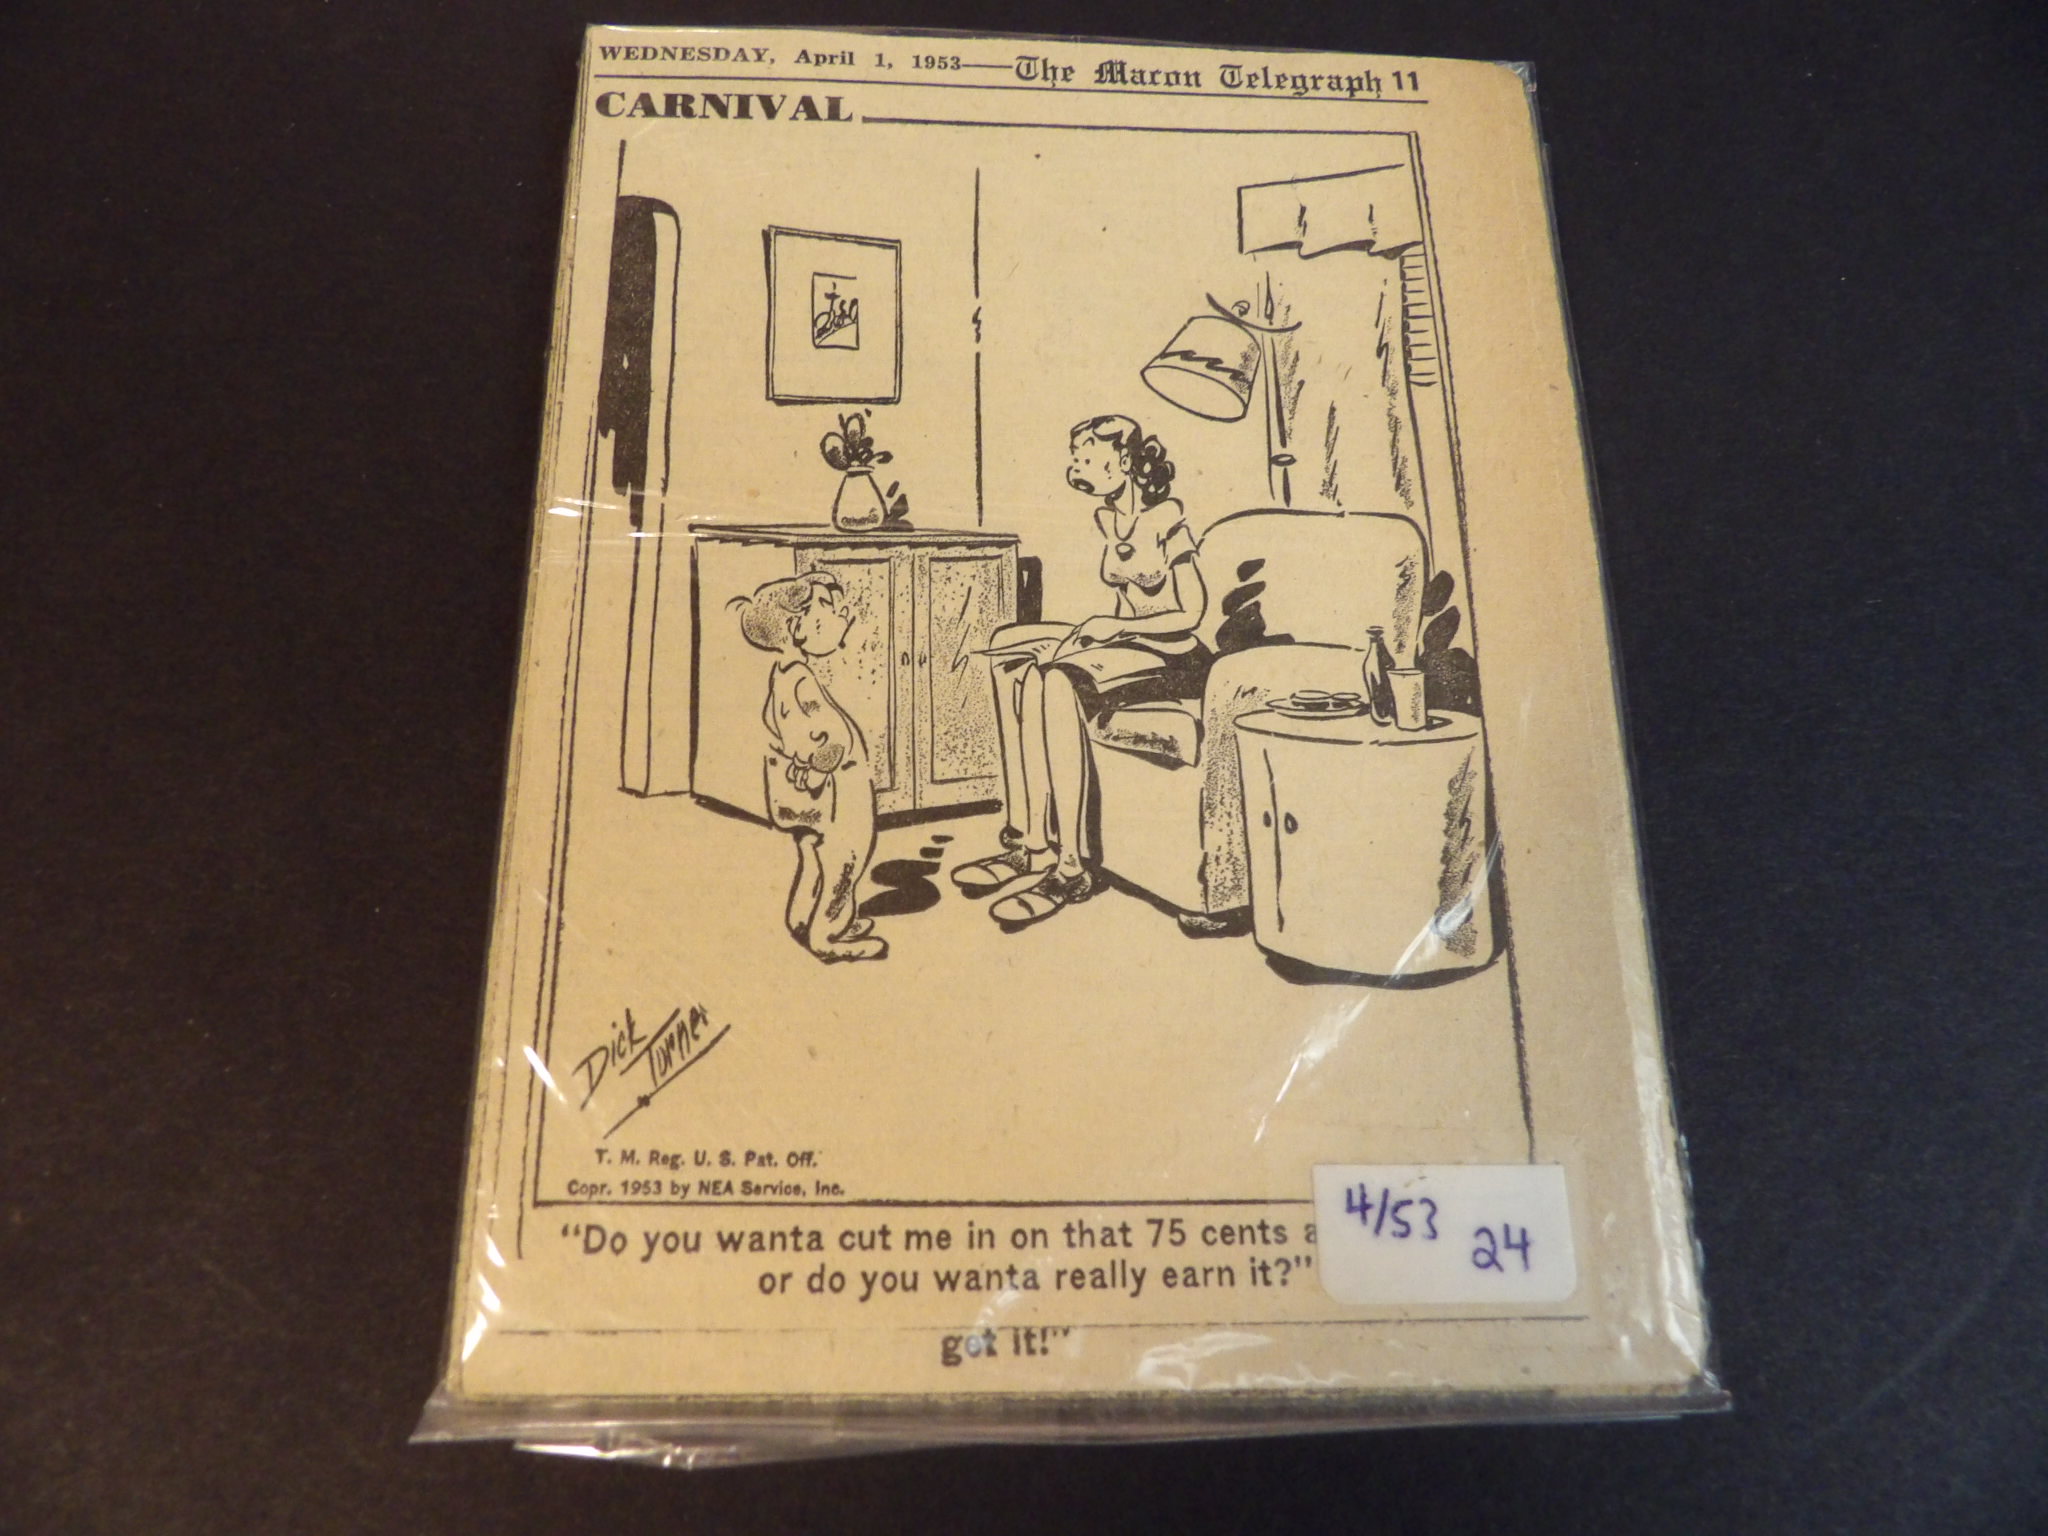 WEDNESDAY, April 1, 1953—The Macon Telegraph 11
CARNIVAL
Dick
Turner
T. M. Reg. U. S. Pat. Off.
Copr. 1953 by NEA Service, Inc.
4/53
24
"Do you wanta cut me in on that 75 cents
or do you wanta really earn it?"
get it!"